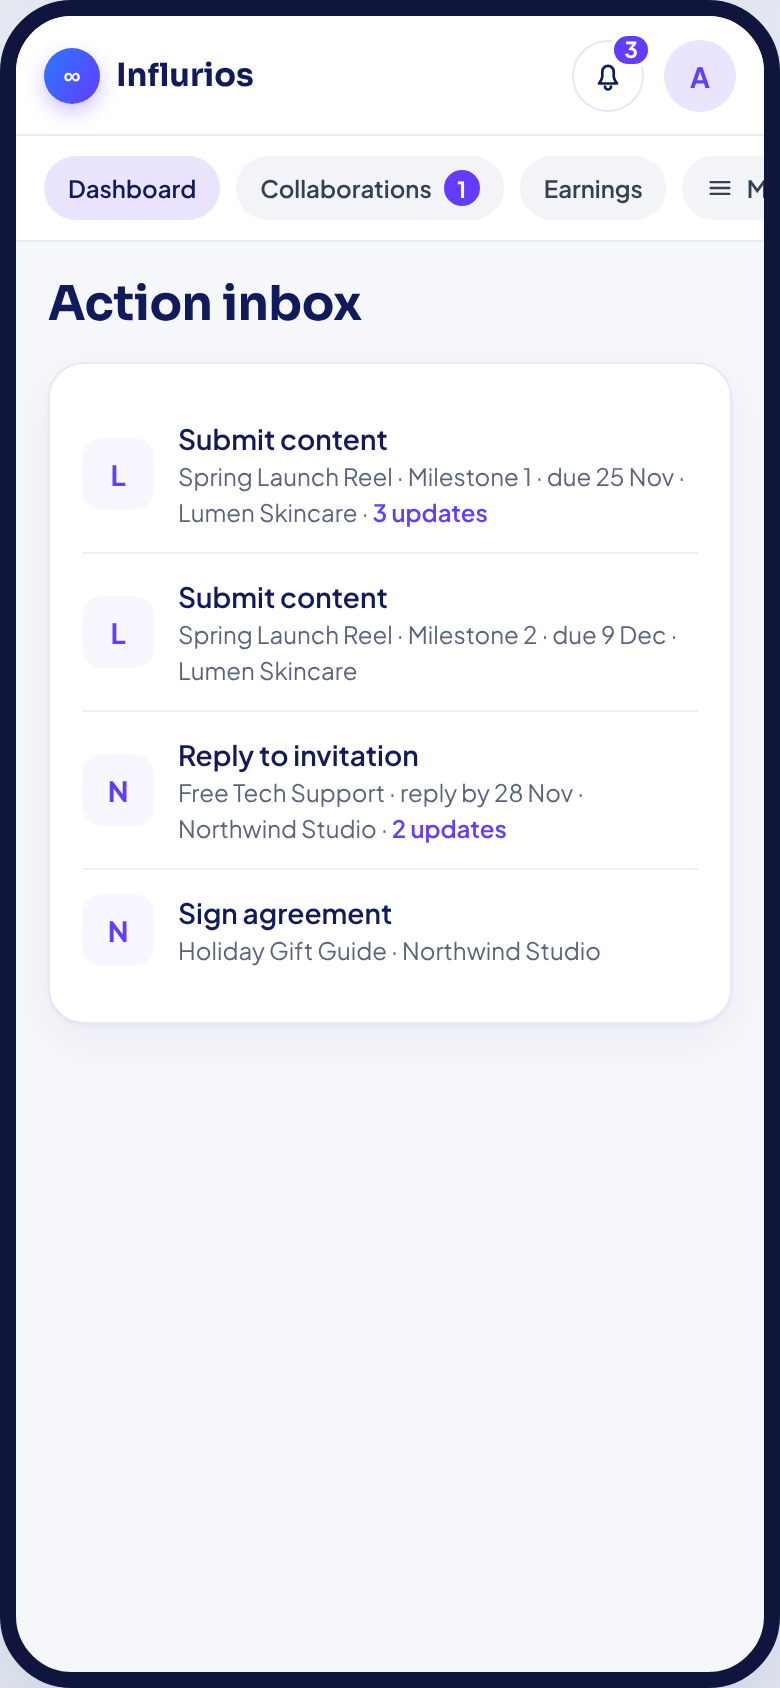 ∞ Influrios
3
A
Dashboard
Collaborations 1
Earnings
Action inbox
L
Submit content
Spring Launch Reel · Milestone 1 · due 25 Nov ·
Lumen Skincare · 3 updates
L
Submit content
Spring Launch Reel · Milestone 2 · due 9 Dec ·
Lumen Skincare
N
Reply to invitation
Free Tech Support · reply by 28 Nov ·
Northwind Studio · 2 updates
N
Sign agreement
Holiday Gift Guide · Northwind Studio